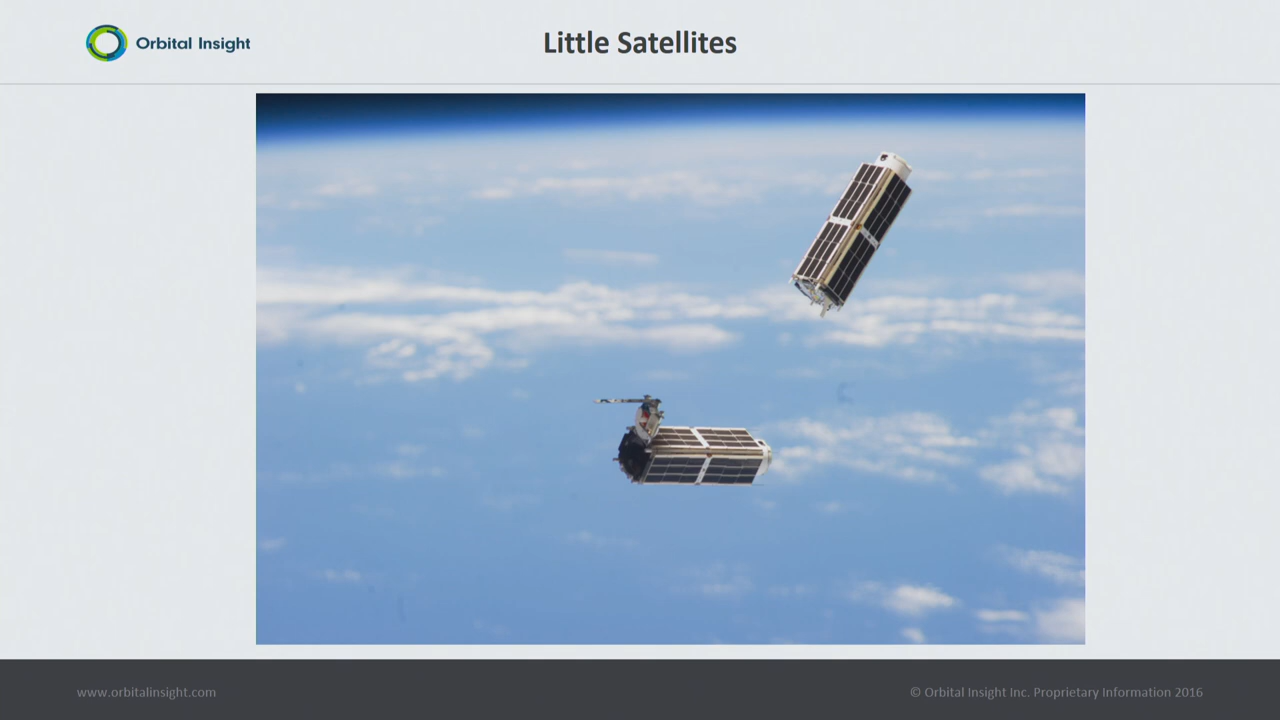 Orbital Insight
Little Satellites
www.orbitalinsight.com
© Orbital Insight Inc. Proprietary Information 2016